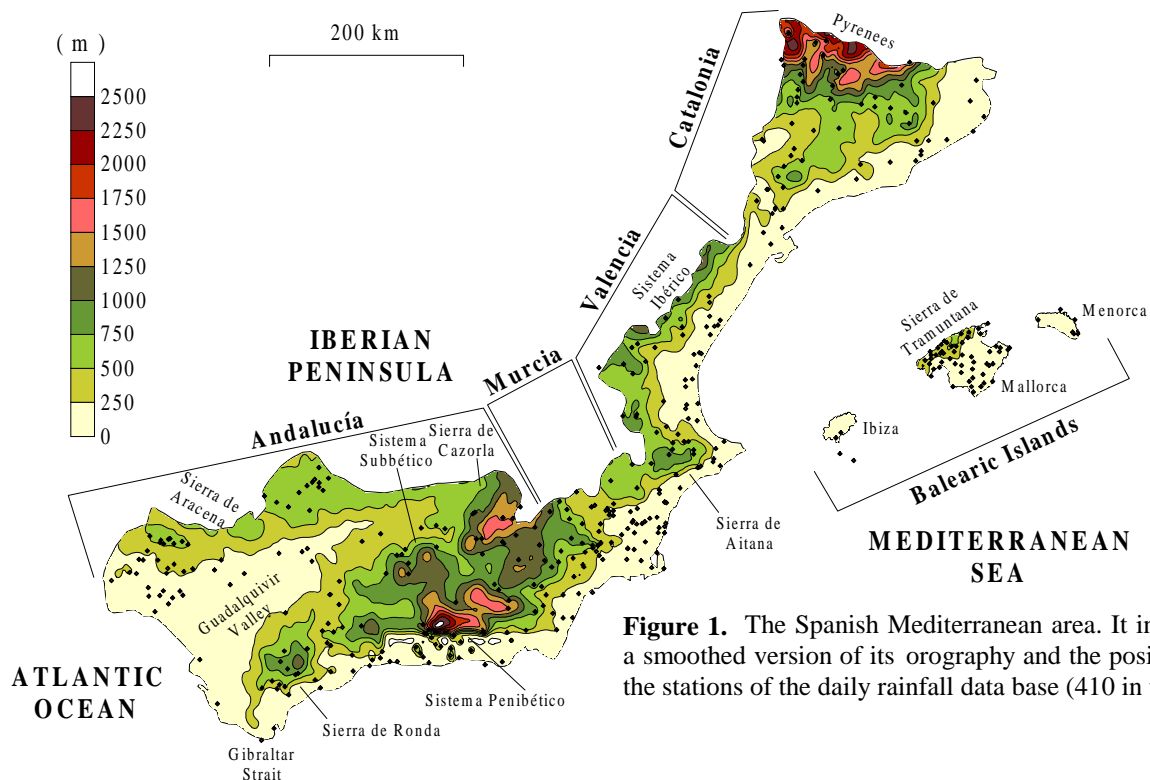 ( m )
2500
2250
2000
1750
1500
1250
1000
750
500
250
0
200 km
Pyrenees
Catalonia
Valencia
Sistema
Ibérico
Murcia
IBERIAN
PENINSULA
Andalucía
Sistema
Subbético
Sierra de
Cazorla
Sierra de
Aracena
Guadalquivir
Valley
ATLANTIC
OCEAN
Gibraltar
Strait
Sierra de Ronda
Sistema Penibético
Sierra de
Aitana
Sierra de
Tramuntana
Menorca
Mallorca
Ibiza
Balearic Islands
MEDITERRANEAN
SEA
Figure 1. The Spanish Mediterranean area. It in
a smoothed version of its orography and the posi
the stations of the daily rainfall data base (410 in